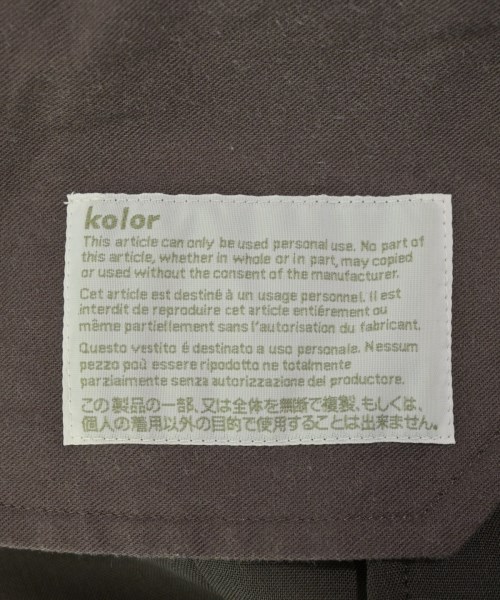 kolor
This article can only be used personal use. No part of
this article, whether in whole or in part, may copied
or used without the consent of the manufacturer.
Cet article est destiné à un usage personnel. Il est
interdit de reproduire cet article entiérement ou
même partiellement sans l'autorisation du fabricant.
Questo vestito é destinato a uso personale. Nessum
pezzo poù essere ripodotto ne totalmente
parzialmente senza autorizzazione del productore.
この製品の一部、又は全体を無断で複製、もしくは、
個人の着用以外の目的で使用することは出来ません。